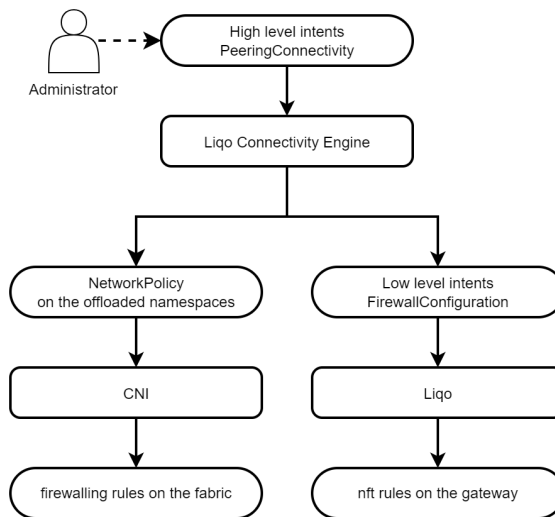 High level intents
PeeringConnectivity
Administrator
Liqo Connectivity Engine
NetworkPolicy
on the offloaded namespaces
Low level intents
FirewallConfiguration
CNI
Liqo
firewalling rules on the fabric
nft rules on the gateway